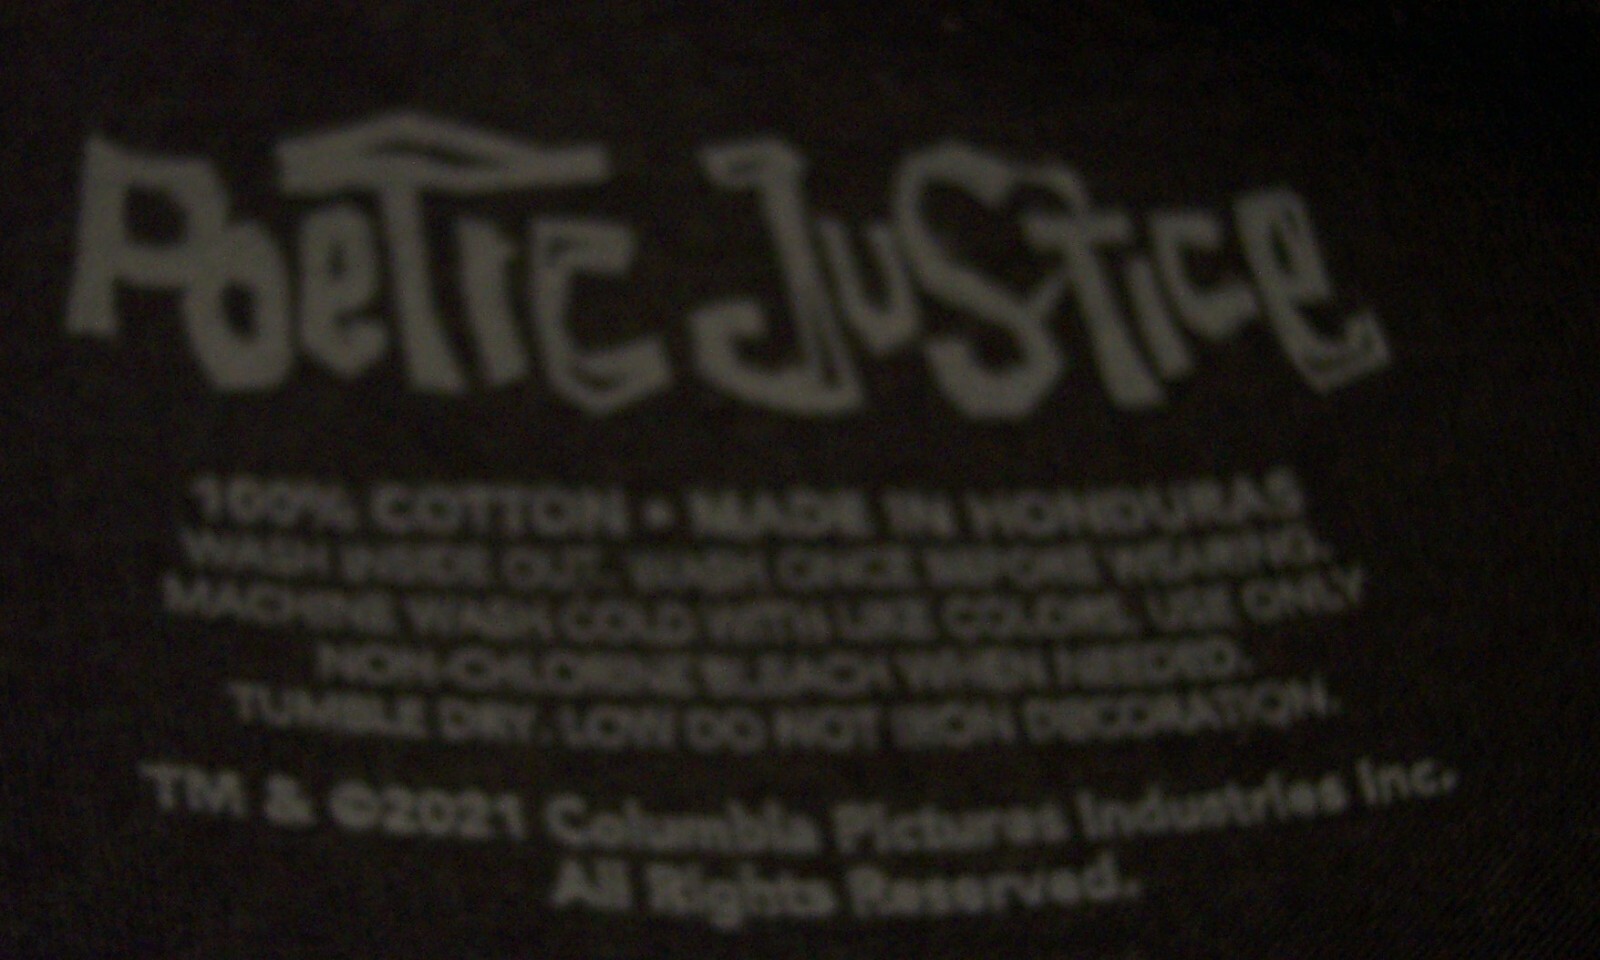 Poetic Justice
100% COTTON • MADE IN HONDURAS
WASH INSIDE OUT. WASH ONCE BEFORE WEARING.
MACHINE WASH COLD WITH LIKE COLORS. USE ONLY
NON-CHLORINE BLEACH WHEN NEEDED.
TUMBLE DRY. LOW DO NOT IRON DECORATION.
TM & ©2021 Columbia Pictures Industries Inc.
All Rights Reserved.